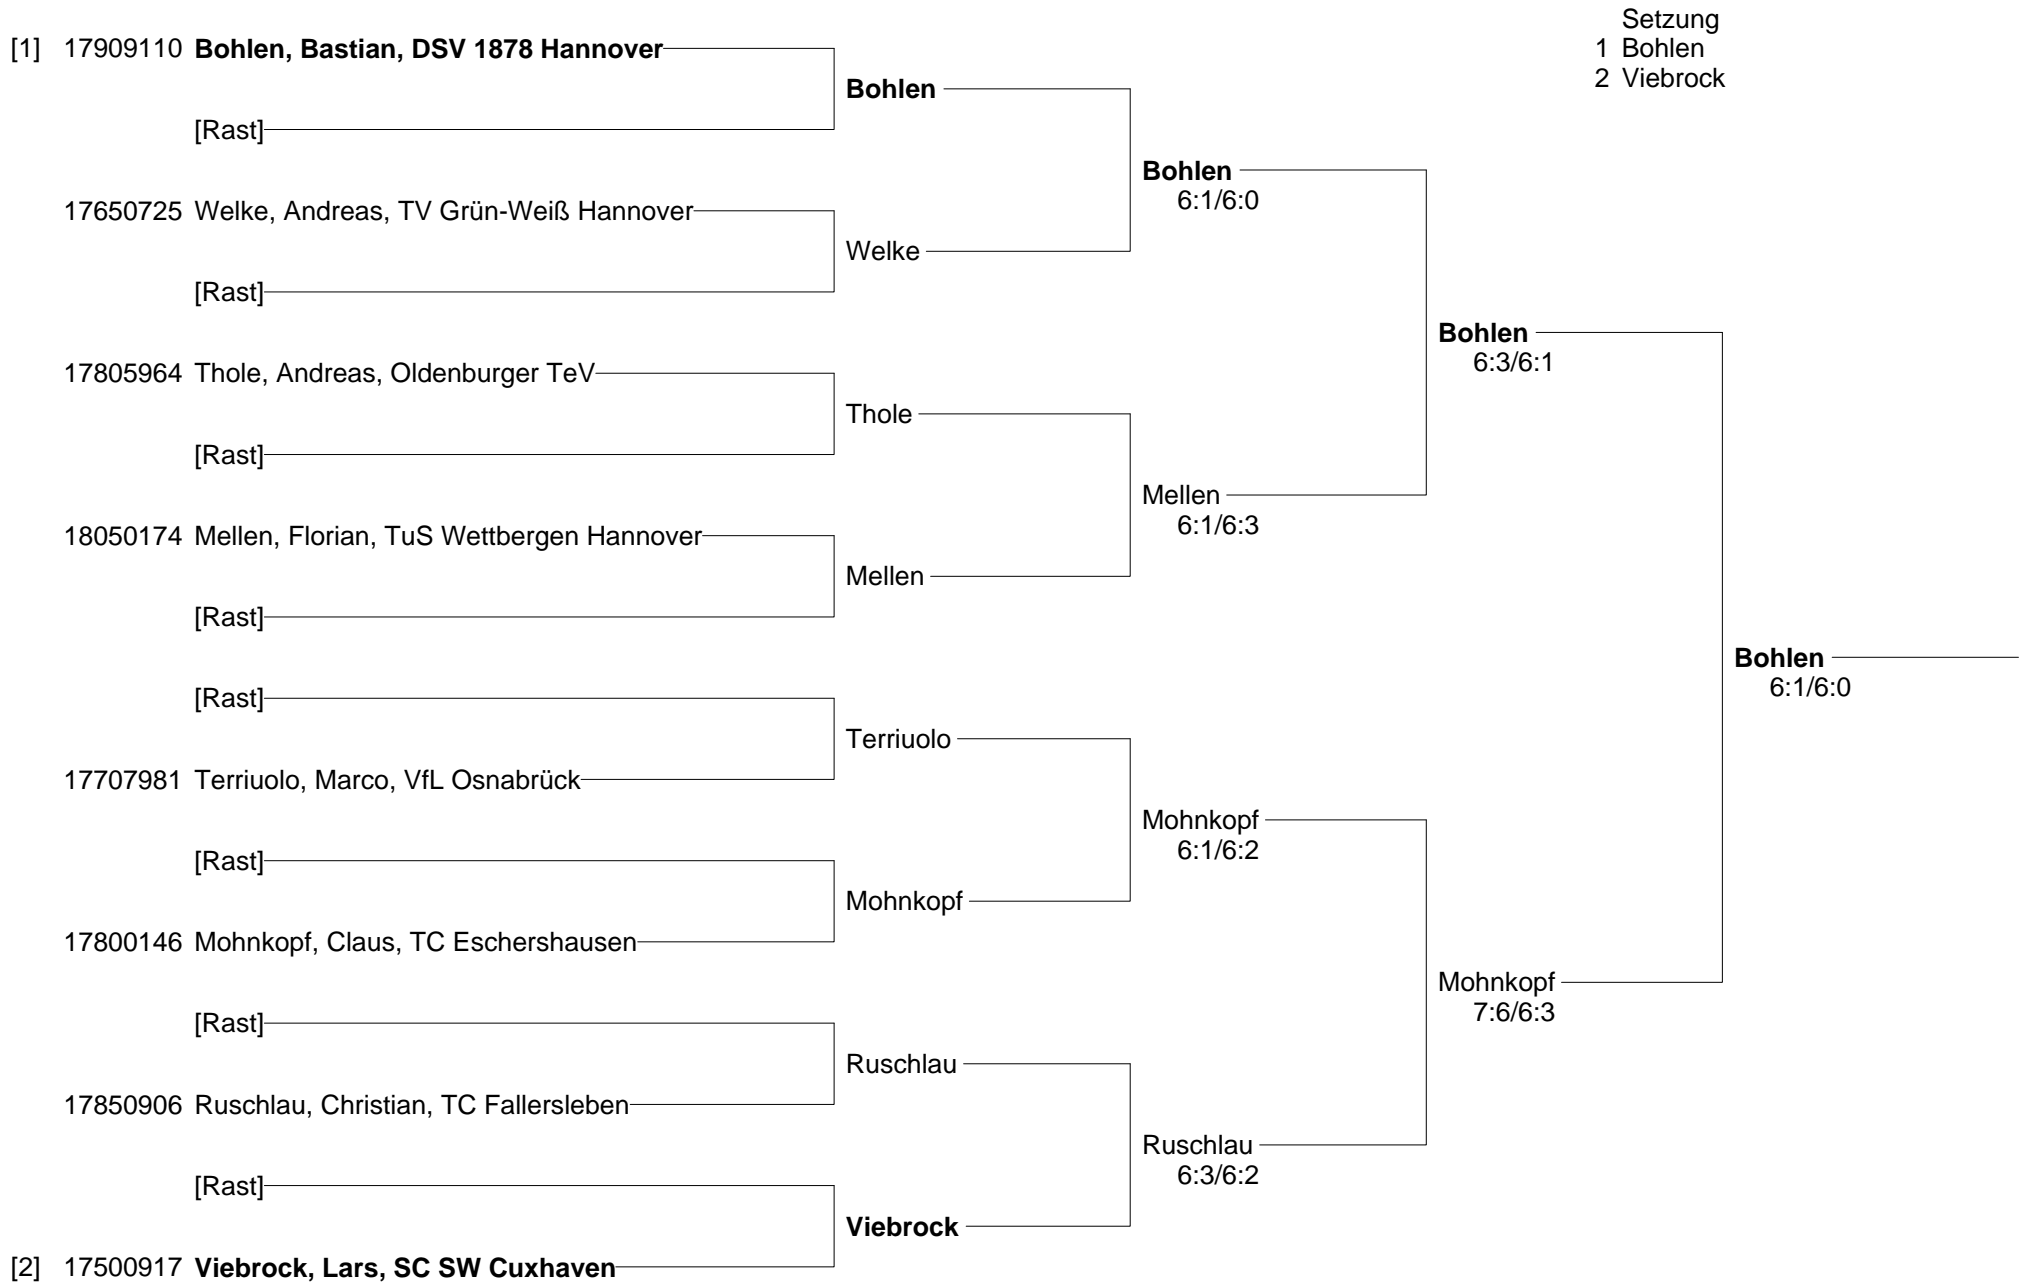 Setzung
1 Bohlen
2 Viebrock
[1] 17909110 Bohlen, Bastian, DSV 1878 Hannover
Bohlen
[Rast]
Bohlen
6:1/6:0
17650725 Welke, Andreas, TV Grün-Weiß Hannover
Welke
[Rast]
Bohlen
6:3/6:1
17805964 Thole, Andreas, Oldenburger TeV
Thole
[Rast]
Mellen
6:1/6:3
18050174 Mellen, Florian, TuS Wettbergen Hannover
Mellen
[Rast]
Bohlen
6:1/6:0
[Rast]
Terriuolo
17707981 Terriuolo, Marco, VfL Osnabrück
Mohnkopf
6:1/6:2
[Rast]
Mohnkopf
17800146 Mohnkopf, Claus, TC Eschershausen
Mohnkopf
7:6/6:3
[Rast]
Ruschlau
17850906 Ruschlau, Christian, TC Fallersleben
Ruschlau
6:3/6:2
[Rast]
Viebrock
[2] 17500917 Viebrock, Lars, SC SW Cuxhaven